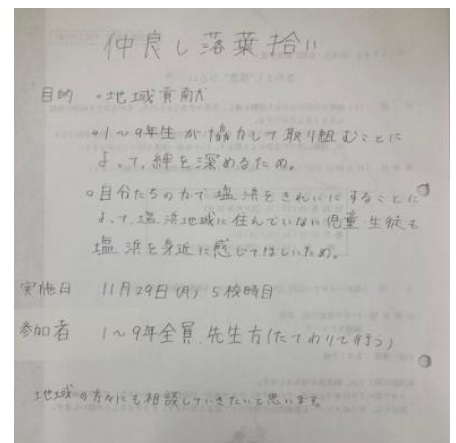 仲良し落葉拾い
目的 ・地域貢献
○1〜9年生が協力して取り組むことに
よって、絆を深めるため。
○自分たちの力で塩浜をきれいにすることに
よって、塩浜地域に住んでいない児童・生徒も
塩浜を身近に感じてほしいため。
実施日 11月29日(月) 5校時目
参加者 1〜9年全員、先生方(たてわりで行う)
地域の方々にも相談していきたいと思います。